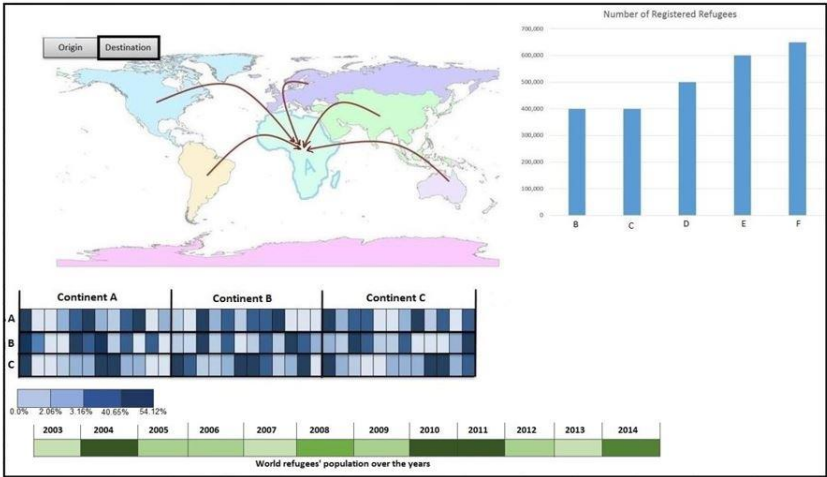 Number of Registered Refugees
Origin
Destination
700,000
600,000
500,000
400,000
300,000
200,000
100,000
0
B C D E F
A
Continent A Continent B Continent C
A
B
C
0.0% 2.06% 3.16% 40.65% 54.12%
2003 2004 2005 2006 2007 2008 2009 2010 2011 2012 2013 2014
World refugees' population over the years